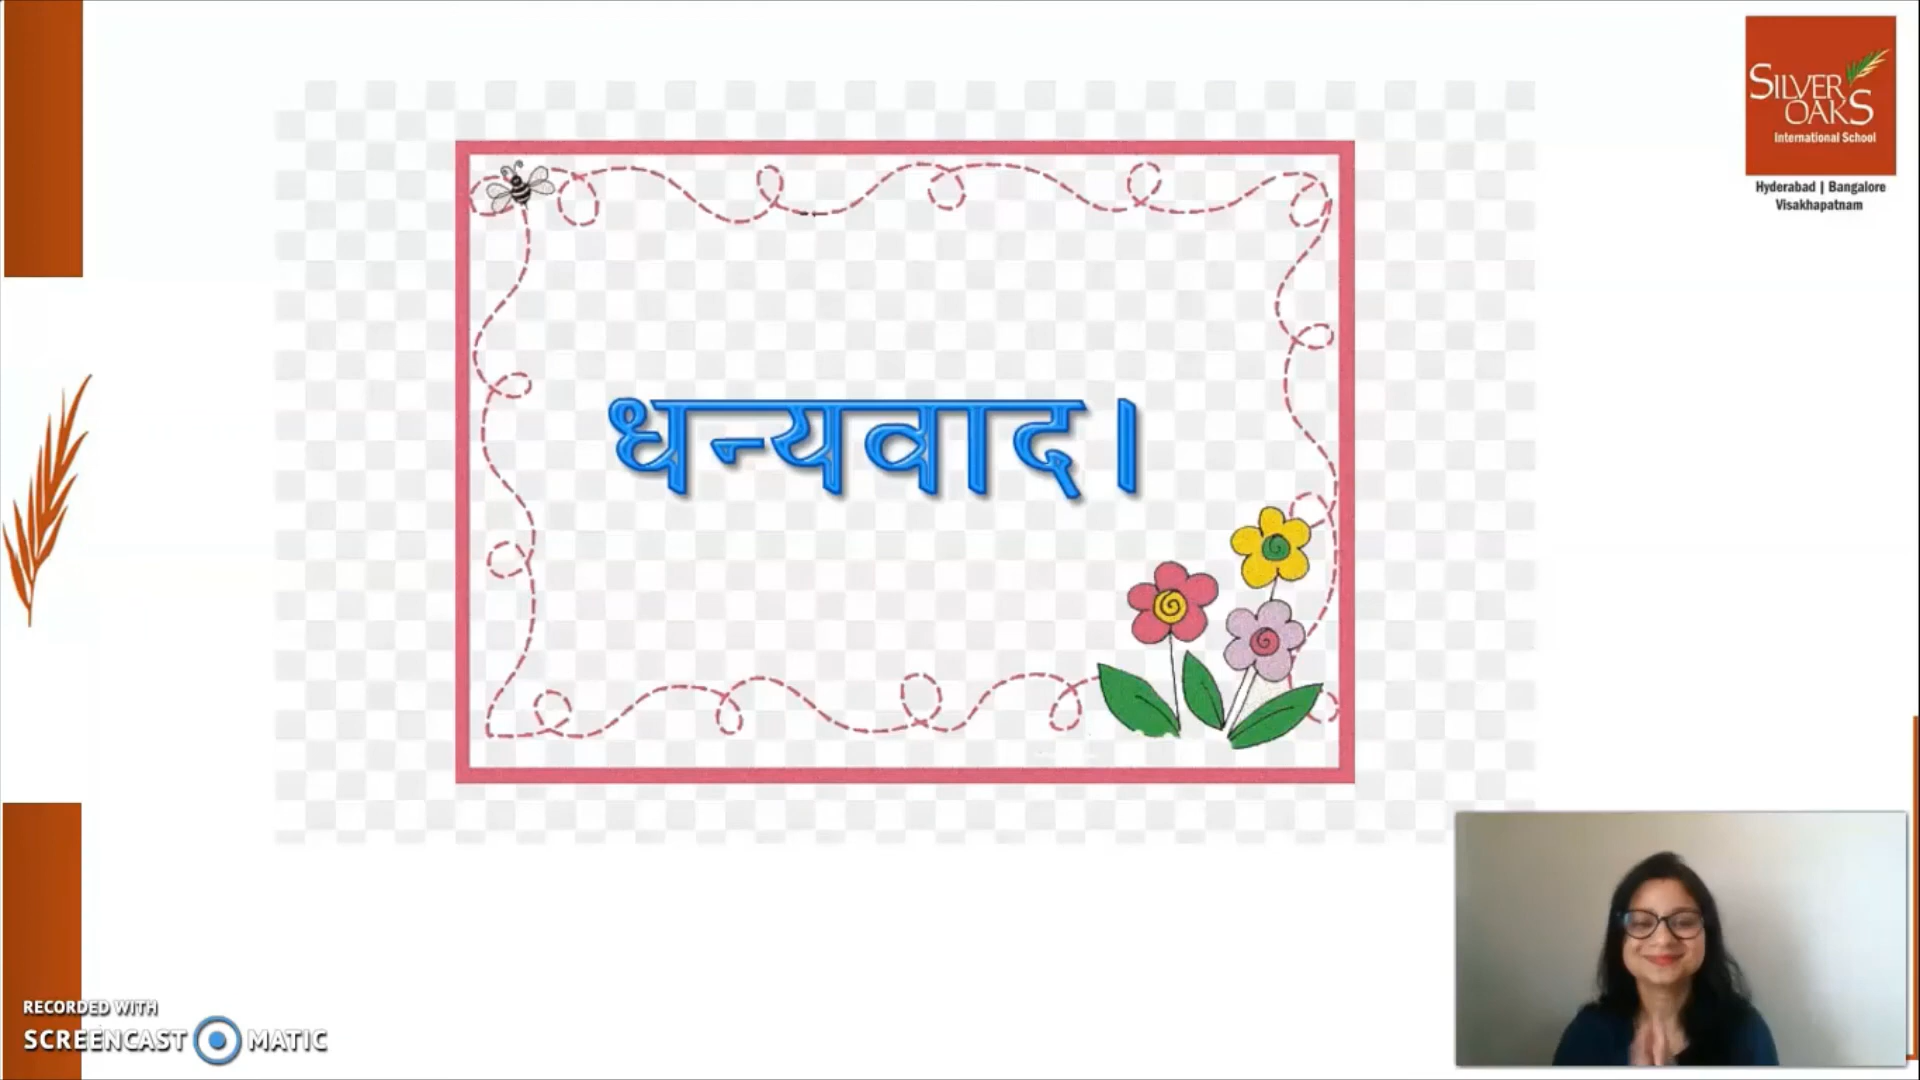 SILVER
OAKS
International School
Hyderabad | Bangalore
Visakhapatnam
धन्यवाद।
RECORDED WITH
SCREENCAST MATIC